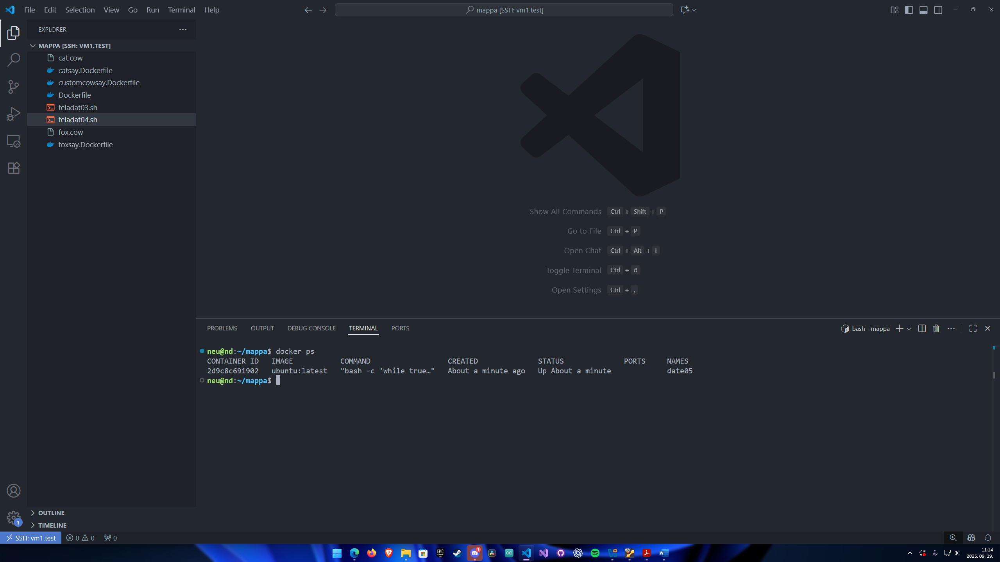 File Edit Selection View Go Run Terminal Help
mappa [SSH: vm1.test]
EXPLORER
MAPPA [SSH: VM1.TEST]
cat.cow
catsay.Dockerfile
customcowsay.Dockerfile
Dockerfile
feladat03.sh
feladat04.sh
fox.cow
foxsay.Dockerfile
Show All Commands Ctrl + Shift + P
Go to File Ctrl + P
Open Chat Ctrl + Alt + I
Toggle Terminal Ctrl + ö
Open Settings Ctrl + ,
PROBLEMS OUTPUT DEBUG CONSOLE TERMINAL PORTS
bash - mappa
neu@nd:~/mappa$ docker ps
CONTAINER ID IMAGE COMMAND CREATED STATUS PORTS NAMES
2d9c8c691902 ubuntu:latest "bash -c 'while true…" About a minute ago Up About a minute date05
neu@nd:~/mappa$
OUTLINE
1
TIMELINE
SSH: vm1.test 0 0 0
EPIC GAMES
1
x64
W
11:14
2025. 09. 19.